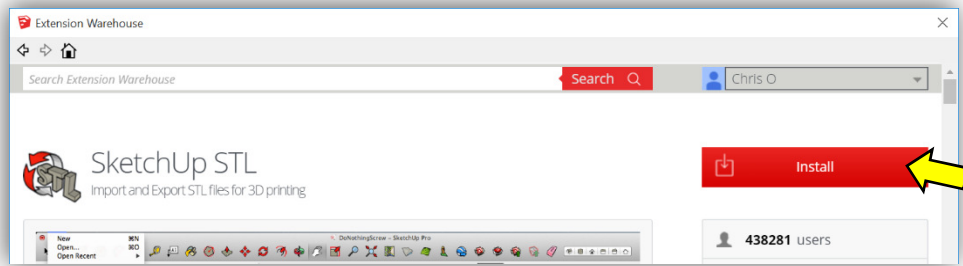 Extension Warehouse
Search Extension Warehouse
Search
Chris O
SketchUp STL
Import and Export STL files for 3D printing
STL
Install
438281 users
DoNothingScrew - SketchUp Pro
New ⌘N
Open... ⌘O
Open Recent